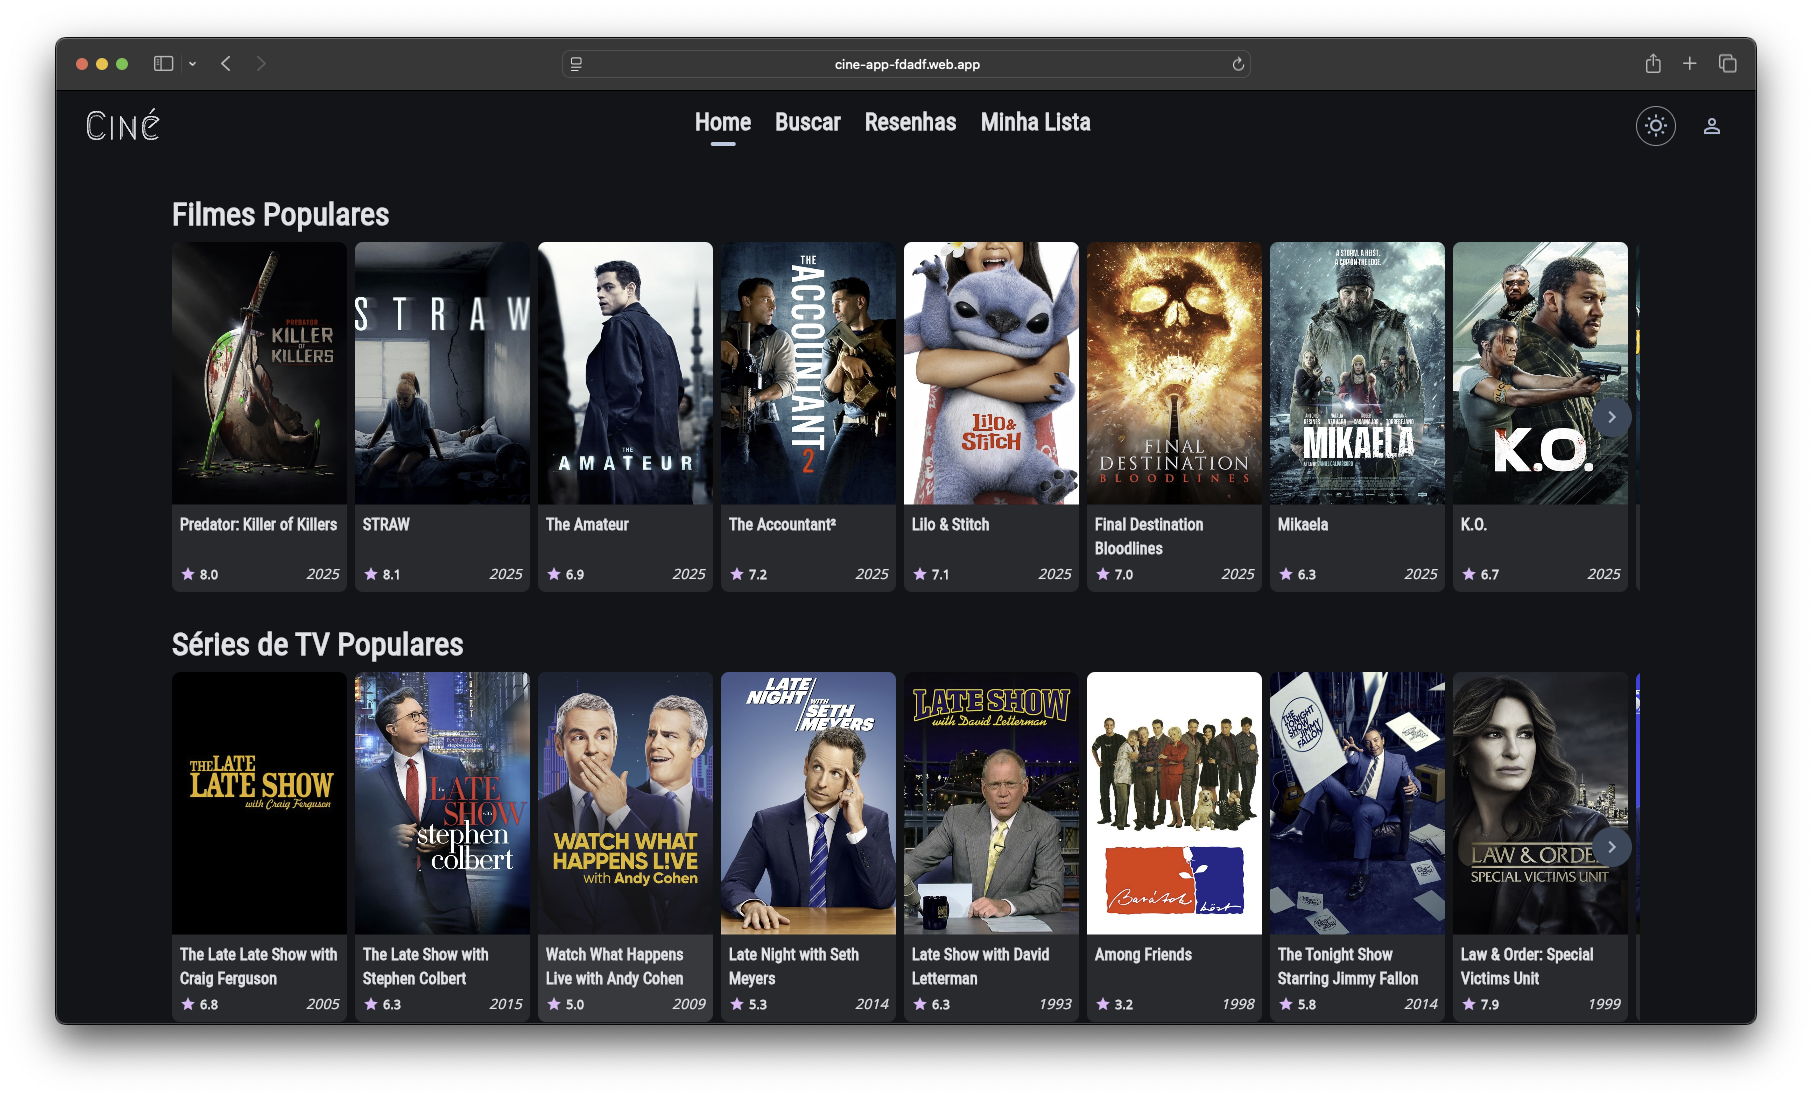 cine-app-fdadf.web.app
Ciné
Home Buscar Resenhas Minha Lista
Filmes Populares
PREDATOR
KILLER
OF
KILLERS
STRAW
THE
AMATEUR
THE
ACCOUNTANT
2
Lilo &
Stitch
FINAL
DESTINATION
BLOODLINES
A STORM. A HEIST.
A COP ON THE EDGE.
MIKAELA
K.O.
Predator: Killer of Killers
8.0 2025
STRAW
8.1 2025
The Amateur
6.9 2025
The Accountant²
7.2 2025
Lilo & Stitch
7.1 2025
Final Destination
Bloodlines
7.0 2025
Mikaela
6.3 2025
K.O.
6.7 2025
Séries de TV Populares
THE LATE
LATE SHOW
with Craig Ferguson
LATE
SHOW
stephen
colbert
WATCH WHAT
HAPPENS L!VE
with Andy Cohen
LATE
NIGHT
WITH
SETH
MEYERS
LATE SHOW
with David Letterman
Barátok
közt
THE
TONIGHT
SHOW
JIMMY
FALLON
LAW & ORDE
SPECIAL VICTIMS UNIT
The Late Late Show with
Craig Ferguson
6.8 2005
The Late Show with
Stephen Colbert
6.3 2015
Watch What Happens
Live with Andy Cohen
5.0 2009
Late Night with Seth
Meyers
5.3 2014
Late Show with David
Letterman
6.3 1993
Among Friends
3.2 1998
The Tonight Show
Starring Jimmy Fallon
5.8 2014
Law & Order: Special
Victims Unit
7.9 1999